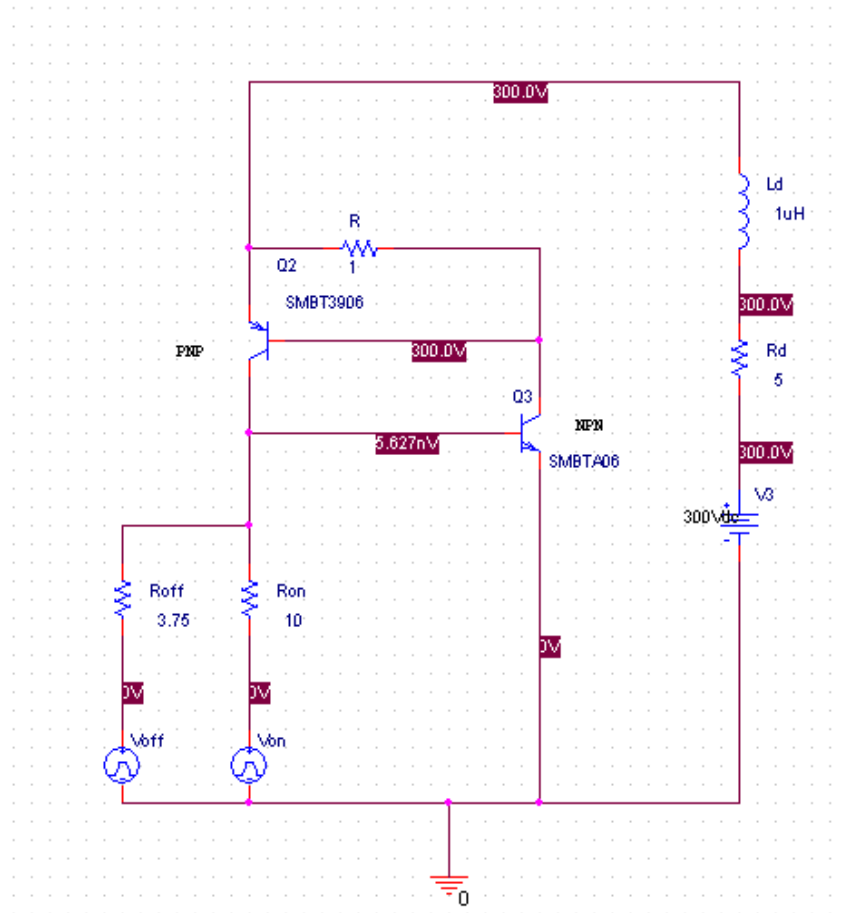 300.0V
Ld
1uH
R
1
Q2
SMBT3906
300.0V
PNP
300.0V
Rd
5
Q3
NPN
5.627nV
SMBTA06
300.0V
V3
300Vdc
+
-
Roff
3.75
Ron
10
0V
0V
0V
Voff
Von
+
+
0